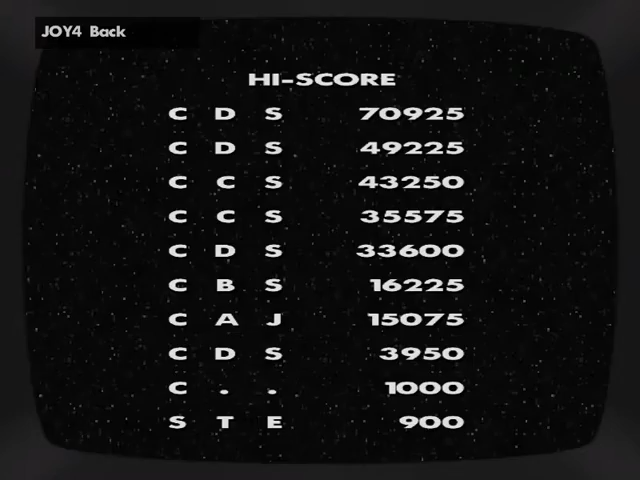 JOY4 Back
HI-SCORE
C D S 70925
C D S 49225
C C S 43250
C C S 35575
C D S 33600
C B S 16225
C A J 15075
C D S 3950
C . . 1000
S T E 900